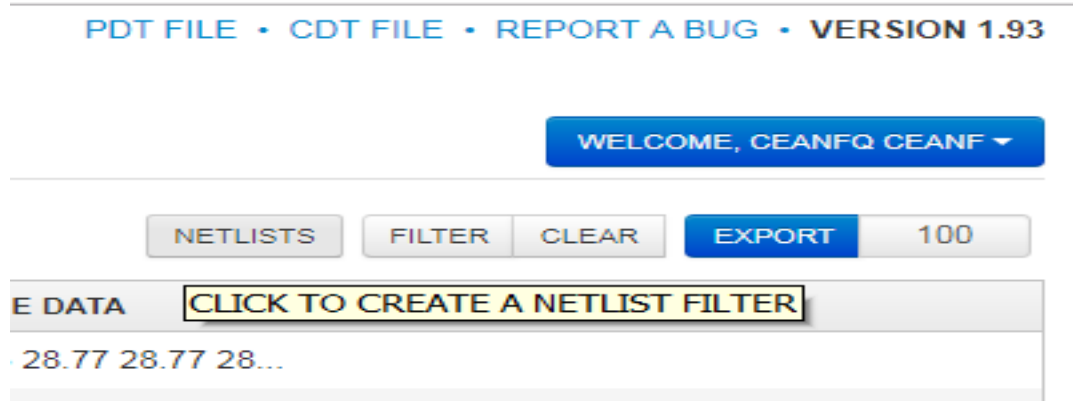 PDT FILE • CDT FILE • REPORT A BUG • VERSION 1.93
WELCOME, CEANFQ CEANF
NETLISTS FILTER CLEAR EXPORT 100
E DATA CLICK TO CREATE A NETLIST FILTER
28.77 28.77 28...